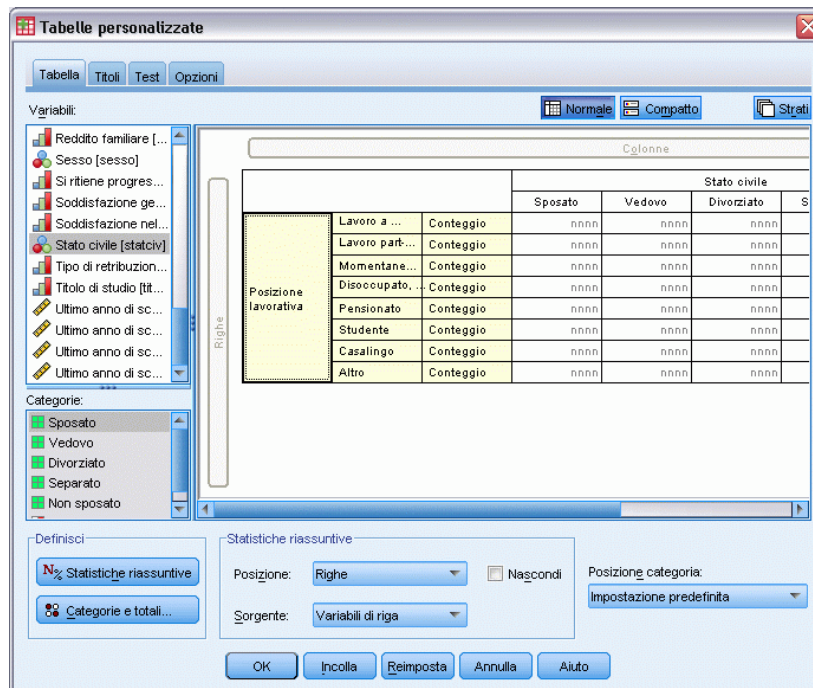 Tabelle personalizzate
Tabella Titoli Test Opzioni
Variabili:
Normale Compatto Strati
Reddito familiare [...
Sesso [sesso]
Si ritiene progres...
Soddisfazione ge...
Soddisfazione nel...
Stato civile [statciv]
Tipo di retribuzion...
Titolo di studio [tit...
Ultimo anno di sc...
Ultimo anno di sc...
Ultimo anno di sc...
Ultimo anno di sc...
Colonne
Righe
Stato civile
Sposato Vedovo Divorziato S
Posizione lavorativa
Lavoro a ... Conteggio nnnn nnnn nnnn
Lavoro part-... Conteggio nnnn nnnn nnnn
Momentane... Conteggio nnnn nnnn nnnn
Disoccupato, ... Conteggio nnnn nnnn nnnn
Pensionato Conteggio nnnn nnnn nnnn
Studente Conteggio nnnn nnnn nnnn
Casalingo Conteggio nnnn nnnn nnnn
Altro Conteggio nnnn nnnn nnnn
Categorie:
Sposato
Vedovo
Divorziato
Separato
Non sposato
Definisci
N% Statistiche riassuntive
Categorie e totali...
Statistiche riassuntive
Posizione: Righe Nascondi
Sorgente: Variabili di riga
Posizione categoria:
Impostazione predefinita
OK Incolla Reimposta Annulla Aiuto